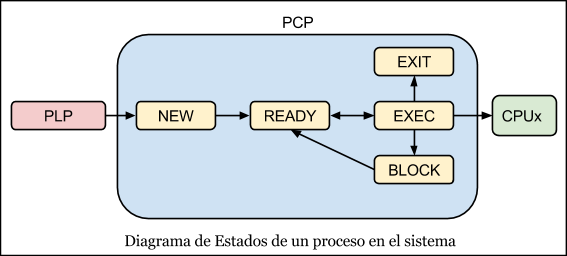 PCP
EXIT
PLP
NEW
READY
EXEC
CPUx
BLOCK
Diagrama de Estados de un proceso en el sistema